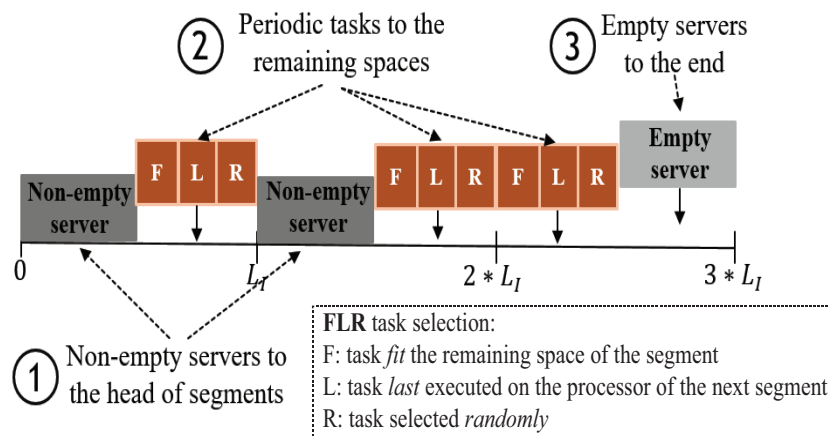 2
Periodic tasks to the
remaining spaces
3
Empty servers
to the end
Non-empty
server
F L R
Non-empty
server
F L R F L R
Empty
server
0
L_I
2 * L_I
3 * L_I
1
Non-empty servers to
the head of segments
FLR task selection:
F: task fit the remaining space of the segment
L: task last executed on the processor of the next segment
R: task selected randomly